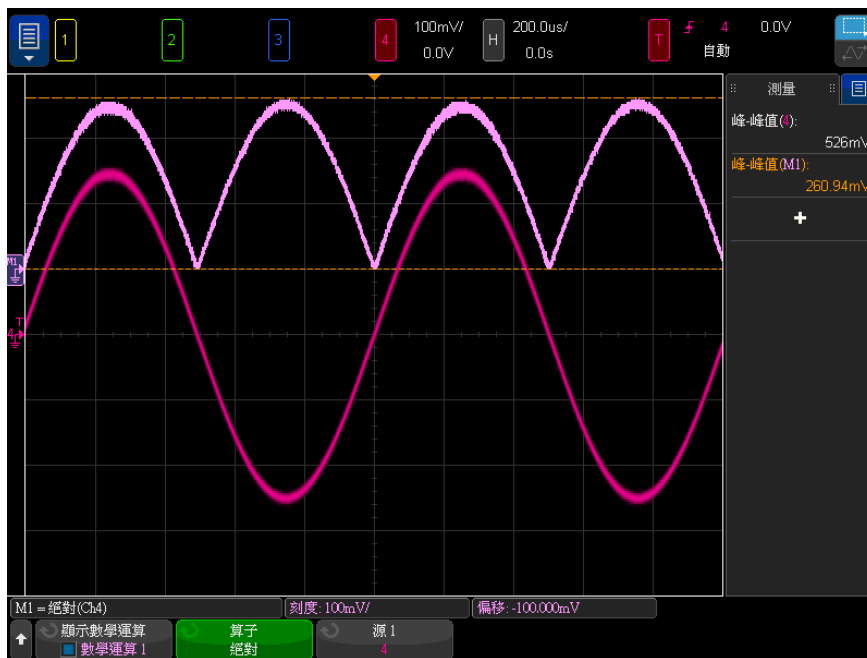 1 2 3 4 100mV/ 0.0V H 200.0us/ 0.0s T 4 0.0V 自動
測量
峰-峰值(4):
526mV
峰-峰值(M1):
260.94mV
+
M1
T
4
M1 = 絕對(Ch4) 刻度: 100mV/ 偏移: -100.000mV
顯示數學運算 算子 源 1
數學運算 1 絕對 4